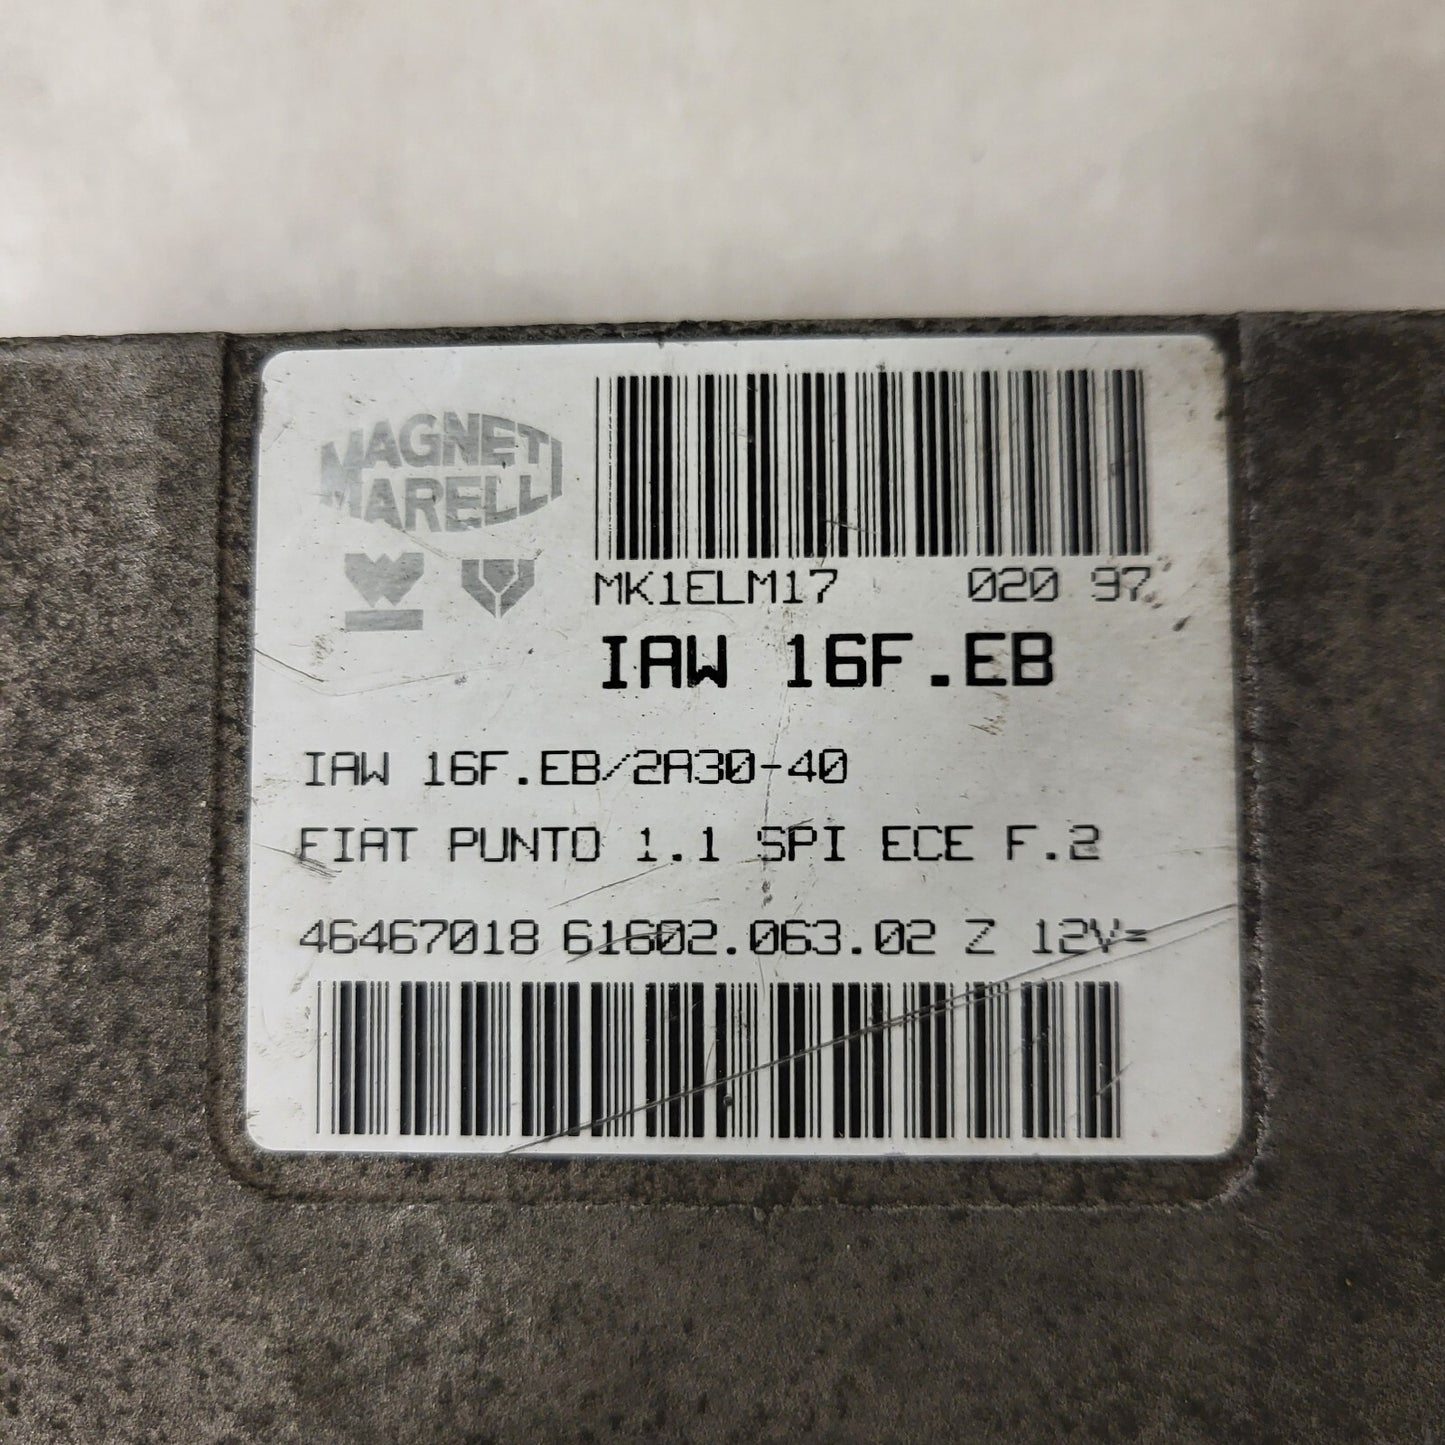 MAGNETI
MARELLI
MK1ELM17 020 97
IAW 16F.EB
IAW 16F.EB/2A30-40
FIAT PUNTO 1.1 SPI ECE F.2
46467018 61602.063.02 Z 12V=